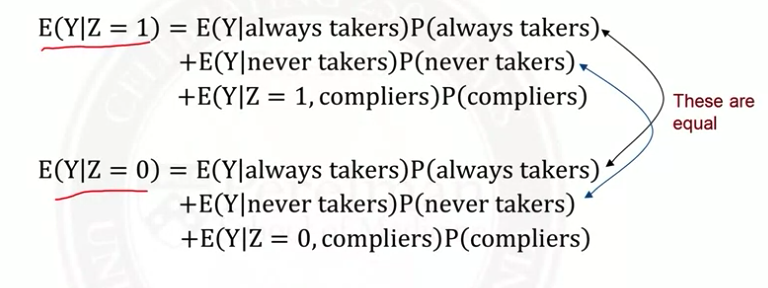 E(Y|Z = 1) = E(Y|always takers)P(always takers)
+E(Y|never takers)P(never takers)
+E(Y|Z = 1, compliers)P(compliers)
These are
equal
E(Y|Z = 0) = E(Y|always takers)P(always takers)
+E(Y|never takers)P(never takers)
+E(Y|Z = 0, compliers)P(compliers)